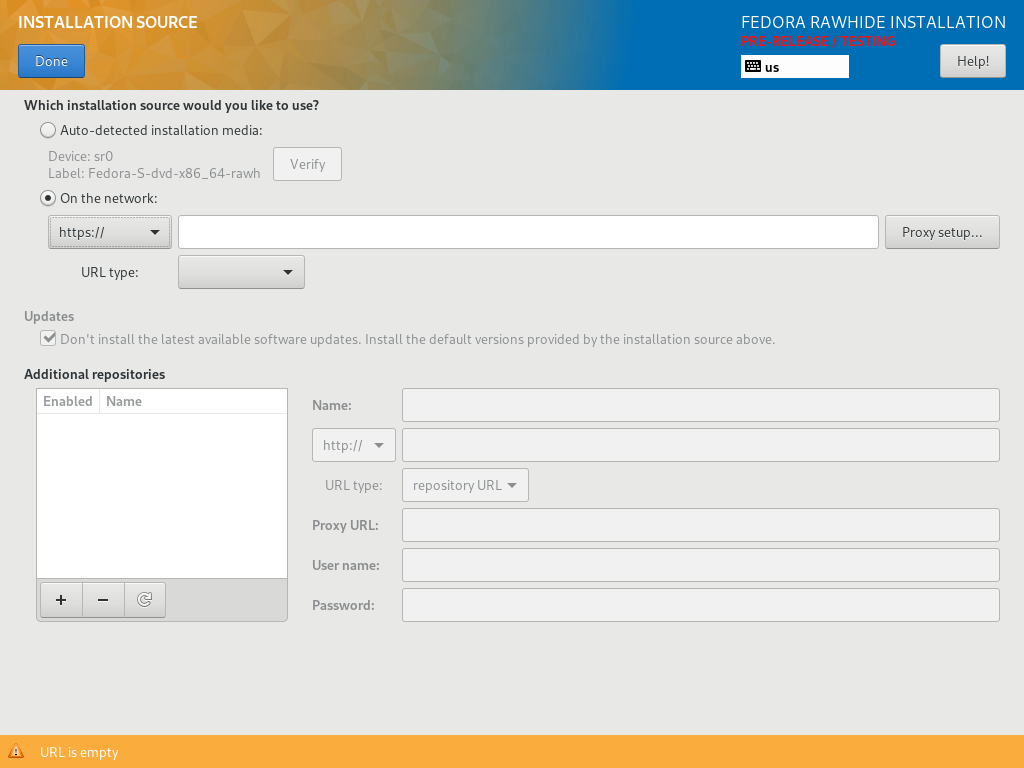 INSTALLATION SOURCE
FEDORA RAWHIDE INSTALLATION
PRE-RELEASE / TESTING
Done
us
Help!
Which installation source would you like to use?
Auto-detected installation media:
Device: sr0
Label: Fedora-S-dvd-x86_64-rawh
Verify
On the network:
https://
Proxy setup...
URL type:
Updates
Don't install the latest available software updates. Install the default versions provided by the installation source above.
Additional repositories
Enabled Name
Name:
http://
URL type: repository URL
Proxy URL:
User name:
Password:
URL is empty